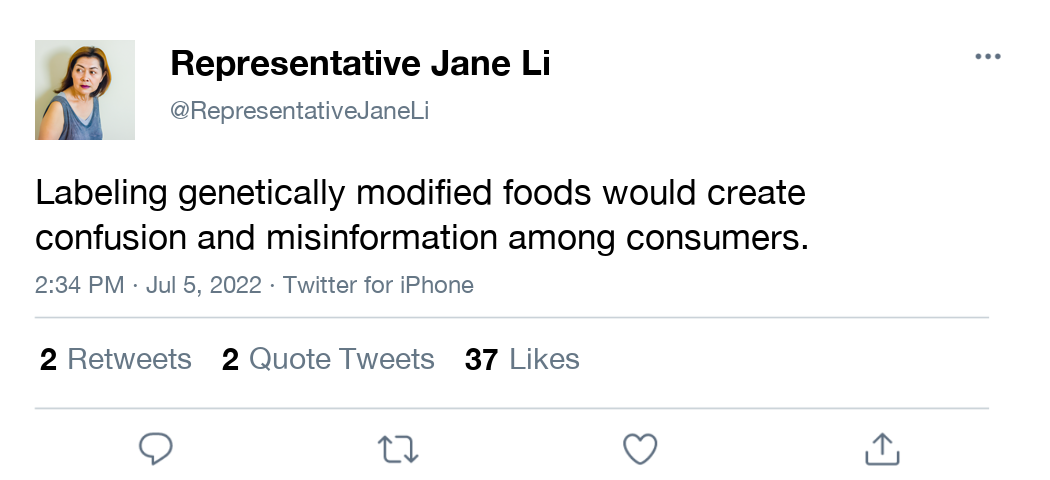 Representative Jane Li
@RepresentativeJaneLi
Labeling genetically modified foods would create
confusion and misinformation among consumers.
2:34 PM · Jul 5, 2022 · Twitter for iPhone
2 Retweets 2 Quote Tweets 37 Likes